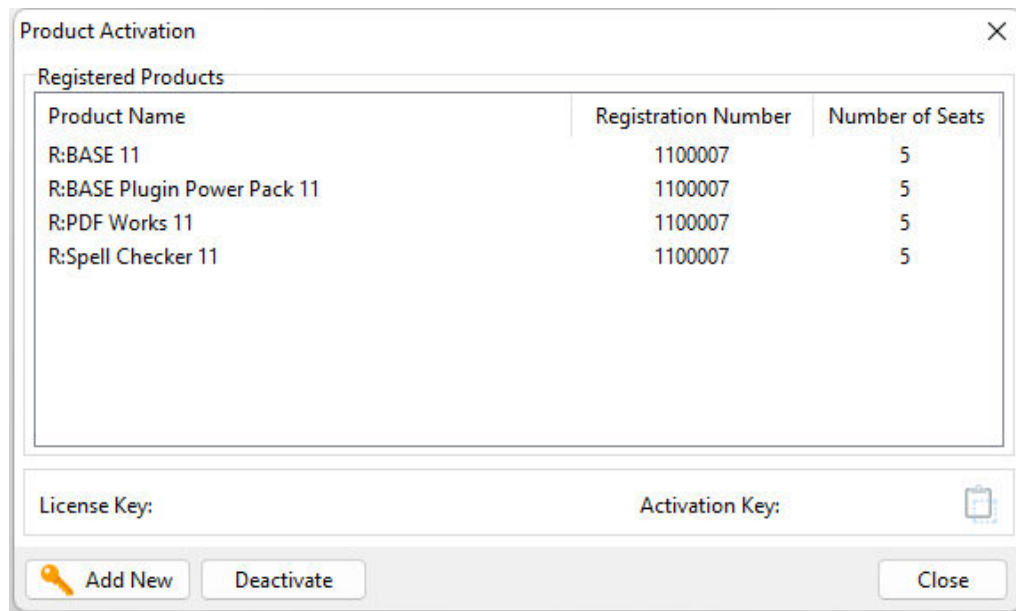 Product Activation
Registered Products
Product Name Registration Number Number of Seats
R:BASE 11 1100007 5
R:BASE Plugin Power Pack 11 1100007 5
R:PDF Works 11 1100007 5
R:Spell Checker 11 1100007 5
License Key: Activation Key:
Add New Deactivate Close